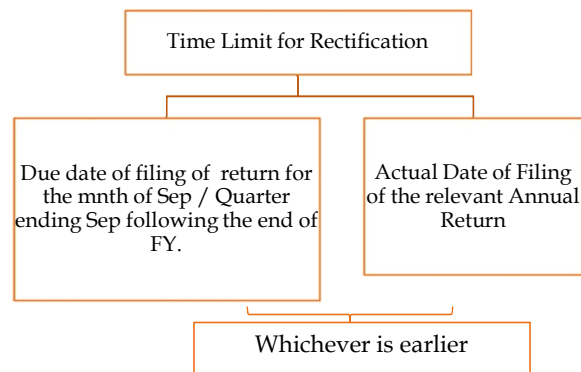 Time Limit for Rectification
Due date of filing of return for
the mnth of Sep / Quarter
ending Sep following the end of
FY.
Actual Date of Filing
of the relevant Annual
Return
Whichever is earlier